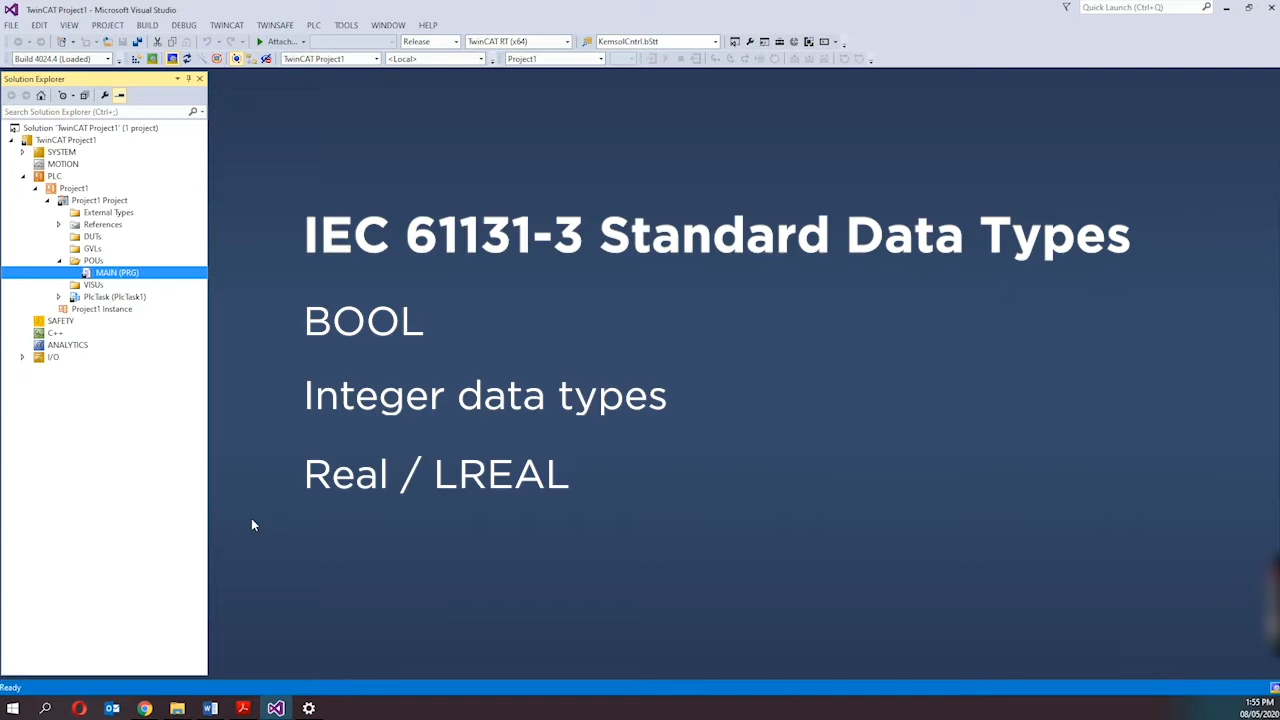 TwinCAT Project1 - Microsoft Visual Studio
Quick Launch (Ctrl+Q)
FILE EDIT VIEW PROJECT BUILD DEBUG TWINCAT TWINSAFE PLC TOOLS WINDOW HELP
Attach... Release TwinCAT RT (x64) KemsolCntrl.bStt
Build 4024.4 (Loaded) TwinCAT Project1 <Local> Project1
Solution Explorer
Search Solution Explorer (Ctrl+;)
Solution 'TwinCAT Project1' (1 project)
TwinCAT Project1
SYSTEM
MOTION
PLC
Project1
Project1 Project
External Types
References
DUTs
GVLs
POUs
MAIN (PRG)
VISUs
PlcTask (PlcTask1)
Project1 Instance
SAFETY
C++
ANALYTICS
I/O
IEC 61131-3 Standard Data Types
BOOL
Integer data types
Real / LREAL
Ready
1:55 PM
08/05/2020